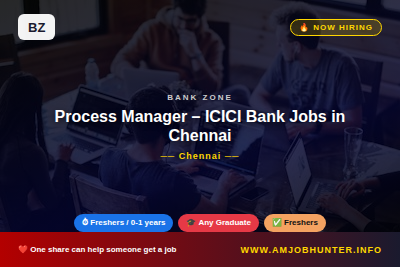 BZ
🔥 NOW HIRING
BANK ZONE
Process Manager – ICICI Bank Jobs in
Chennai
── Chennai ──
⏱ Freshers / 0-1 years
🎓 Any Graduate
✅ Freshers
❤️ One share can help someone get a job
WWW.AMJOBHUNTER.INFO